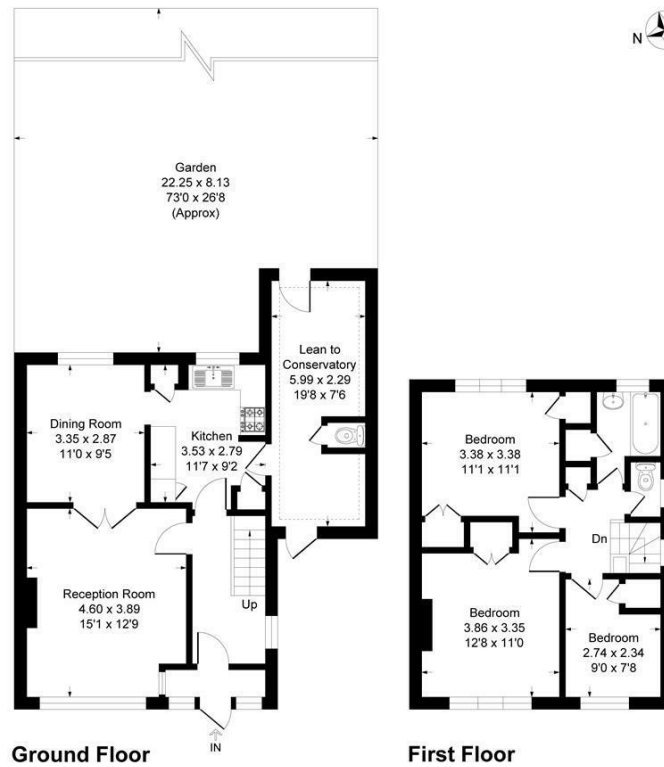 N
Garden
22.25 x 8.13
73'0 x 26'8
(Approx)
Lean to
Conservatory
5.99 x 2.29
19'8 x 7'6
Dining Room
3.35 x 2.87
11'0 x 9'5
Kitchen
3.53 x 2.79
11'7 x 9'2
Reception Room
4.60 x 3.89
15'1 x 12'9
Up
IN
Ground Floor
Bedroom
3.38 x 3.38
11'1 x 11'1
Dn
Bedroom
3.86 x 3.35
12'8 x 11'0
Bedroom
2.74 x 2.34
9'0 x 7'8
First Floor